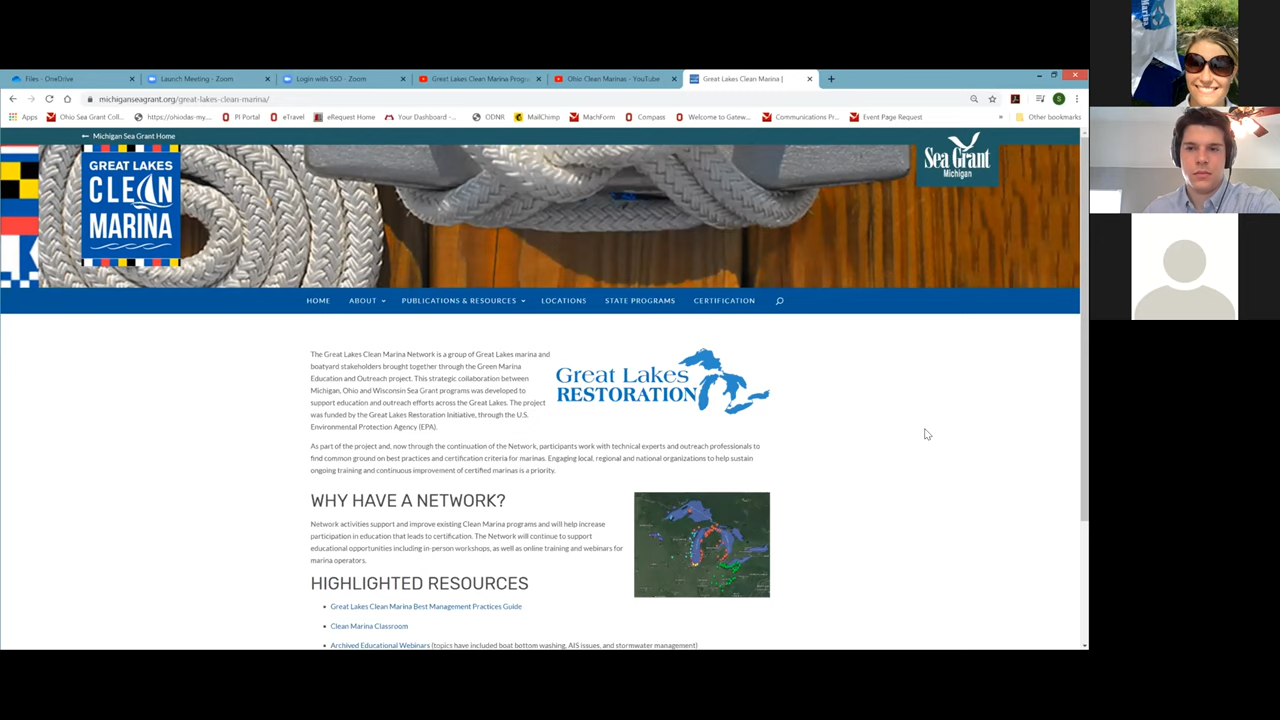 Files - OneDrive
Launch Meeting - Zoom
Login with SSO - Zoom
Great Lakes Clean Marina Progra
Ohio Clean Marinas - YouTube
Great Lakes Clean Marina |
michiganseagrant.org/great-lakes-clean-marina/
Apps
Ohio Sea Grant Coll...
https://ohiodas-my....
PI Portal
eTravel
eRequest Home
Your Dashboard -...
ODNR
MailChimp
MachForm
Compass
Welcome to Gatew...
Communications Pr...
Event Page Request
»
Other bookmarks
Michigan Sea Grant Home
GREAT LAKES
CLEAN
MARINA
Sea Grant
Michigan
HOME
ABOUT
PUBLICATIONS & RESOURCES
LOCATIONS
STATE PROGRAMS
CERTIFICATION
The Great Lakes Clean Marina Network is a group of Great Lakes marina and
boatyard stakeholders brought together through the Green Marina
Education and Outreach project. This strategic collaboration between
Michigan, Ohio and Wisconsin Sea Grant programs was developed to
support education and outreach efforts across the Great Lakes. The project
was funded by the Great Lakes Restoration Initiative, through the U.S.
Environmental Protection Agency (EPA).
Great Lakes
RESTORATION
As part of the project and, now through the continuation of the Network, participants work with technical experts and outreach professionals to
find common ground on best practices and certification criteria for marinas. Engaging local, regional and national organizations to help sustain
ongoing training and continuous improvement of certified marinas is a priority.
WHY HAVE A NETWORK?
Network activities support and improve existing Clean Marina programs and will help increase
participation in education that leads to certification. The Network will continue to support
educational opportunities including in-person workshops, as well as online training and webinars for
marina operators.
HIGHLIGHTED RESOURCES
Great Lakes Clean Marina Best Management Practices Guide
Clean Marina Classroom
Archived Educational Webinars (topics have included boat bottom washing, AIS issues, and stormwater management)